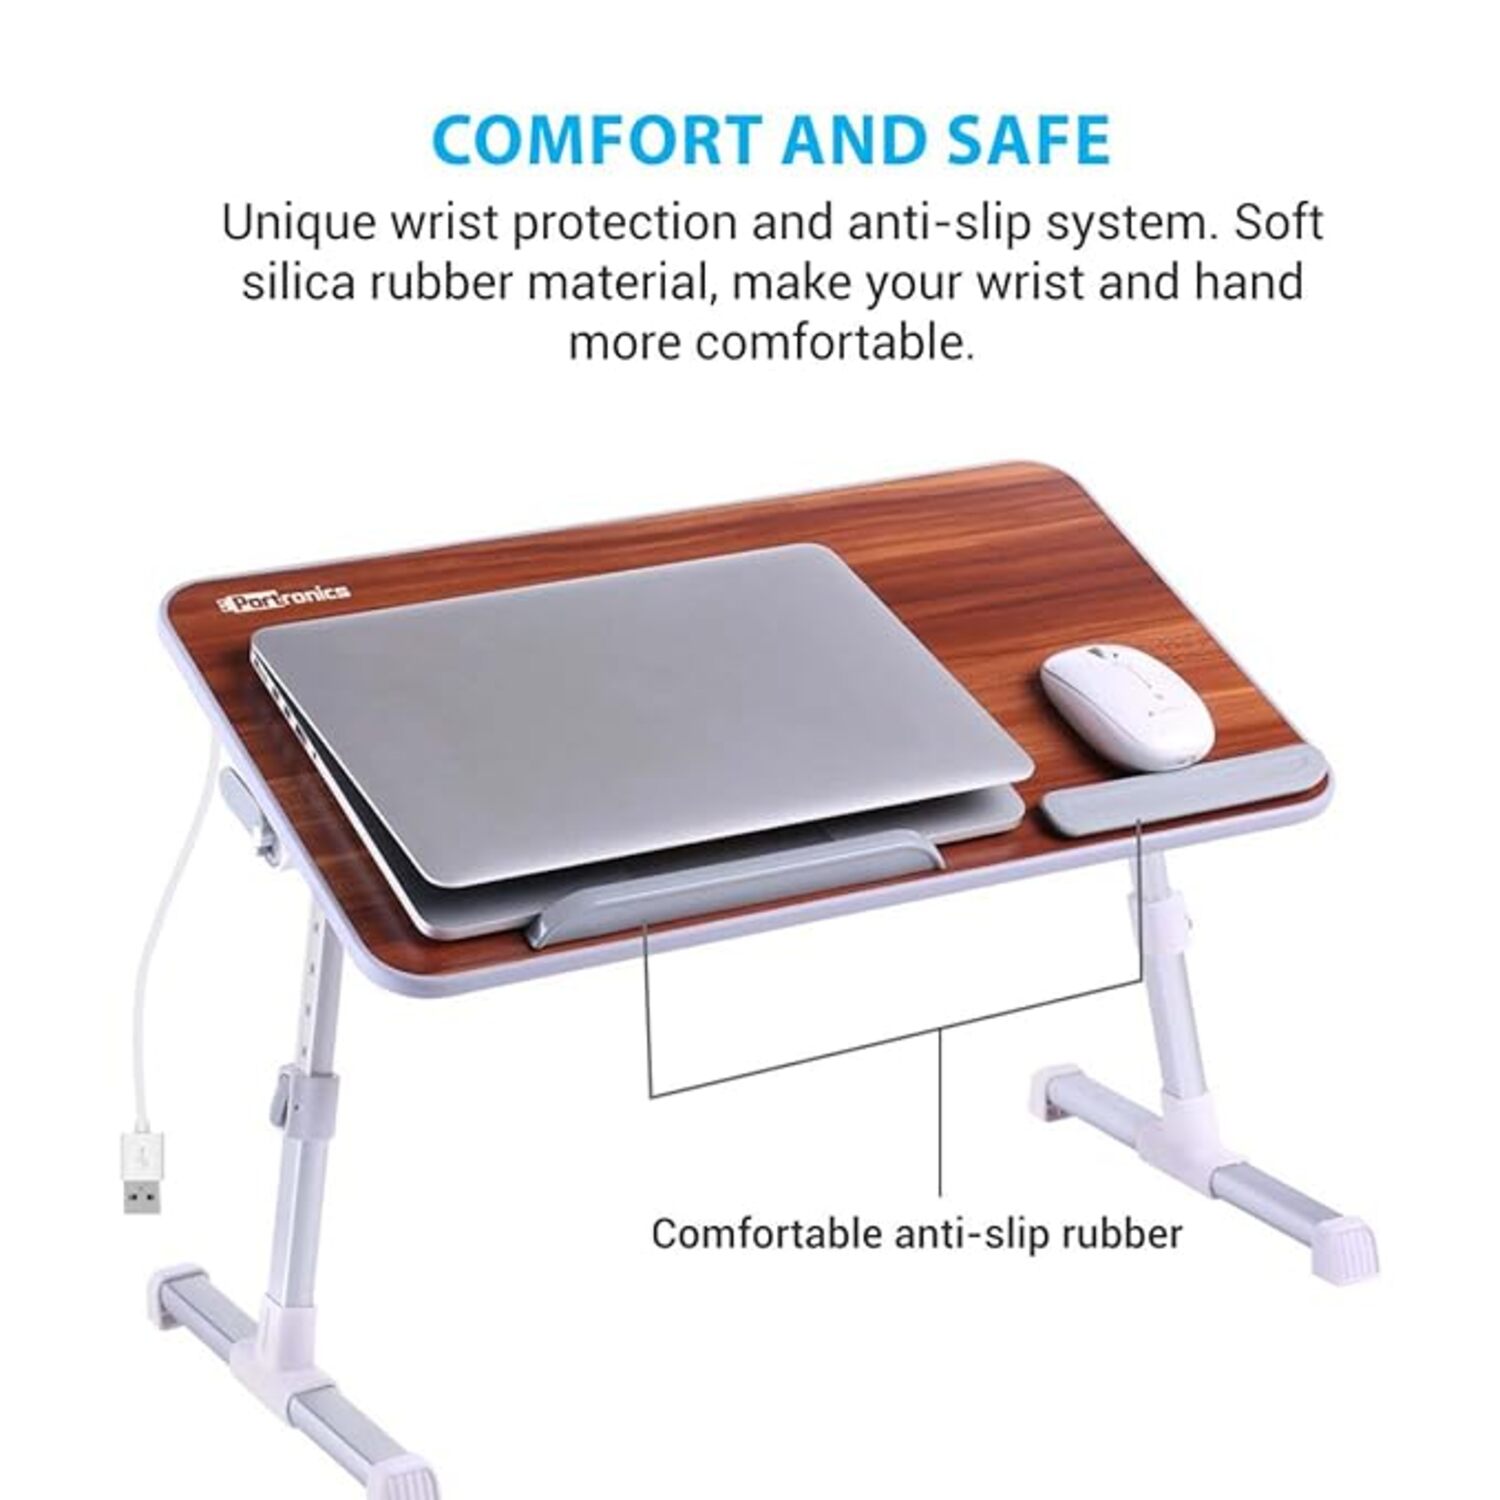 COMFORT AND SAFE
Unique wrist protection and anti-slip system. Soft
silica rubber material, make your wrist and hand
more comfortable.
Portronics
Comfortable anti-slip rubber